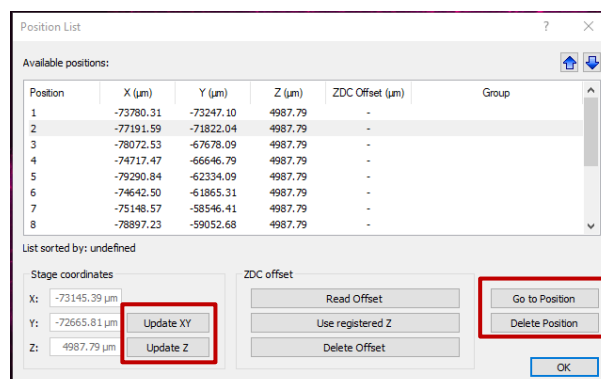 Position List ? ×
Available positions:
Position X (µm) Y (µm) Z (µm) ZDC Offset (µm) Group
1 -73780.31 -73247.10 4987.79 -
2 -77191.59 -71822.04 4987.79 -
3 -78072.53 -67678.09 4987.79 -
4 -74717.47 -66646.79 4987.79 -
5 -79290.84 -62334.09 4987.79 -
6 -74642.50 -61865.31 4987.79 -
7 -75148.57 -58546.41 4987.79 -
8 -78897.23 -59052.68 4987.79 -
List sorted by: undefined
Stage coordinates ZDC offset
X: -73145.39 µm Read Offset Go to Position
Y: -72665.81 µm Update XY Use registered Z Delete Position
Z: 4987.79 µm Update Z Delete Offset
OK